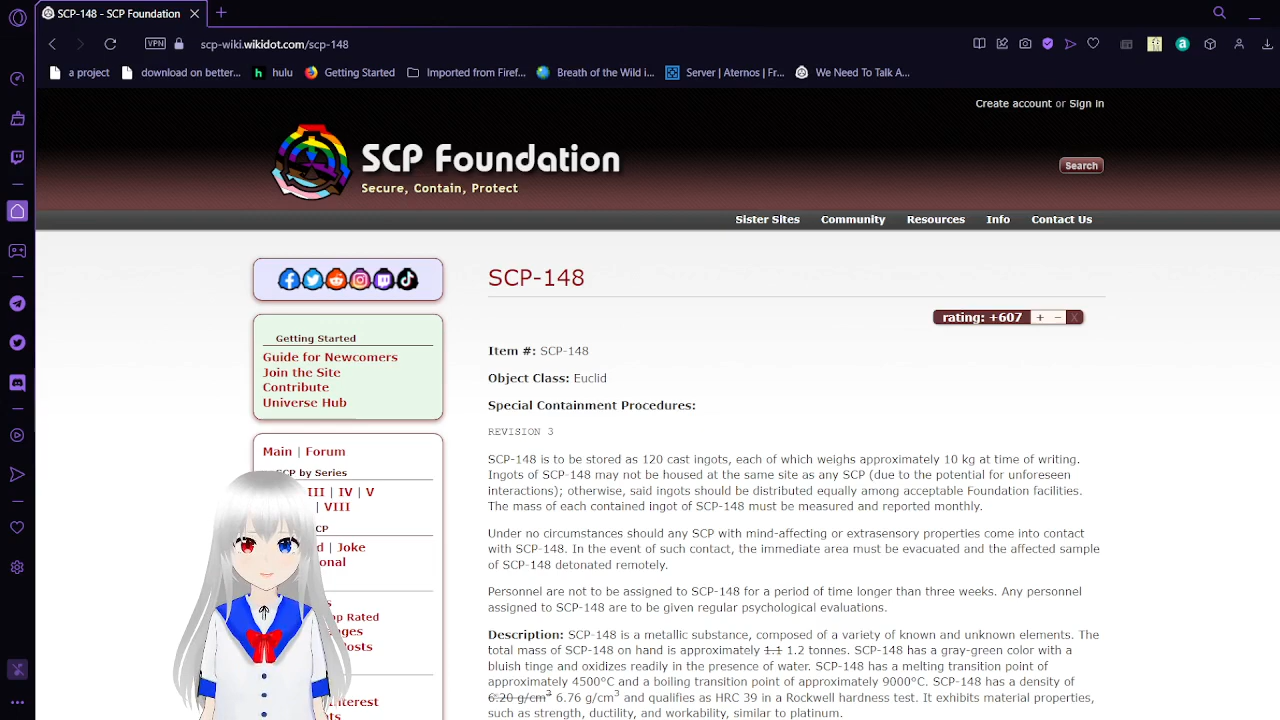 SCP-148 - SCP Foundation
VPN
scp-wiki.wikidot.com/scp-148
a project
download on better...
hulu
Getting Started
Imported from Firef...
Breath of the Wild i...
Server | Aternos | Fr...
We Need To Talk A...
Create account or Sign in
SCP Foundation
Secure, Contain, Protect
Search
Sister Sites
Community
Resources
Info
Contact Us
Getting Started
Guide for Newcomers
Join the Site
Contribute
Universe Hub
Main | Forum
SCP by Series
III | IV | V
| VIII
CP
d | Joke
onal
s
op Rated
nges
osts
terest
ts
SCP-148
rating: +607 + − X
Item #: SCP-148
Object Class: Euclid
Special Containment Procedures:
REVISION 3
SCP-148 is to be stored as 120 cast ingots, each of which weighs approximately 10 kg at time of writing.
Ingots of SCP-148 may not be housed at the same site as any SCP (due to the potential for unforeseen
interactions); otherwise, said ingots should be distributed equally among acceptable Foundation facilities.
The mass of each contained ingot of SCP-148 must be measured and reported monthly.
Under no circumstances should any SCP with mind-affecting or extrasensory properties come into contact
with SCP-148. In the event of such contact, the immediate area must be evacuated and the affected sample
of SCP-148 detonated remotely.
Personnel are not to be assigned to SCP-148 for a period of time longer than three weeks. Any personnel
assigned to SCP-148 are to be given regular psychological evaluations.
Description: SCP-148 is a metallic substance, composed of a variety of known and unknown elements. The
total mass of SCP-148 on hand is approximately 1.1 1.2 tonnes. SCP-148 has a gray-green color with a
bluish tinge and oxidizes readily in the presence of water. SCP-148 has a melting transition point of
approximately 4500°C and a boiling transition point of approximately 9000°C. SCP-148 has a density of
6.20 g/cm³ 6.76 g/cm³ and qualifies as HRC 39 in a Rockwell hardness test. It exhibits material properties,
such as strength, ductility, and workability, similar to platinum.